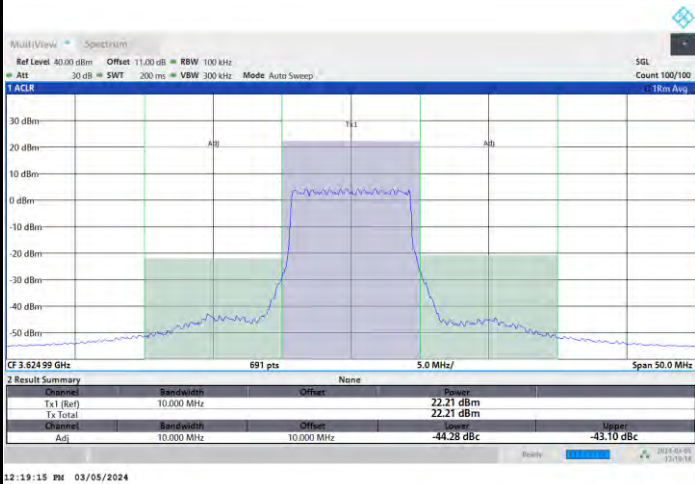 MultiView Spectrum
Ref Level 40.00 dBm Offset 11.00 dB RBW 100 kHz SGL
Att 30 dB SWT 200 ms VBW 300 kHz Mode Auto Sweep Count 100/100
1 ACLR 1Rm Avg
30 dBm
Tx1
20 dBm Adj Adj
10 dBm
0 dBm
-10 dBm
-20 dBm
-30 dBm
-40 dBm
-50 dBm
CF 3.62499 GHz 691 pts 5.0 MHz/ Span 50.0 MHz
2 Result Summary None
Channel Bandwidth Offset Power
Tx1 (Ref) 10.000 MHz 22.21 dBm
Tx Total 22.21 dBm
Channel Bandwidth Offset Lower Upper
Adj 10.000 MHz 10.000 MHz -44.28 dBc -43.10 dBc
Ready 2024-03-05
12:19:14
12:19:15 PM 03/05/2024